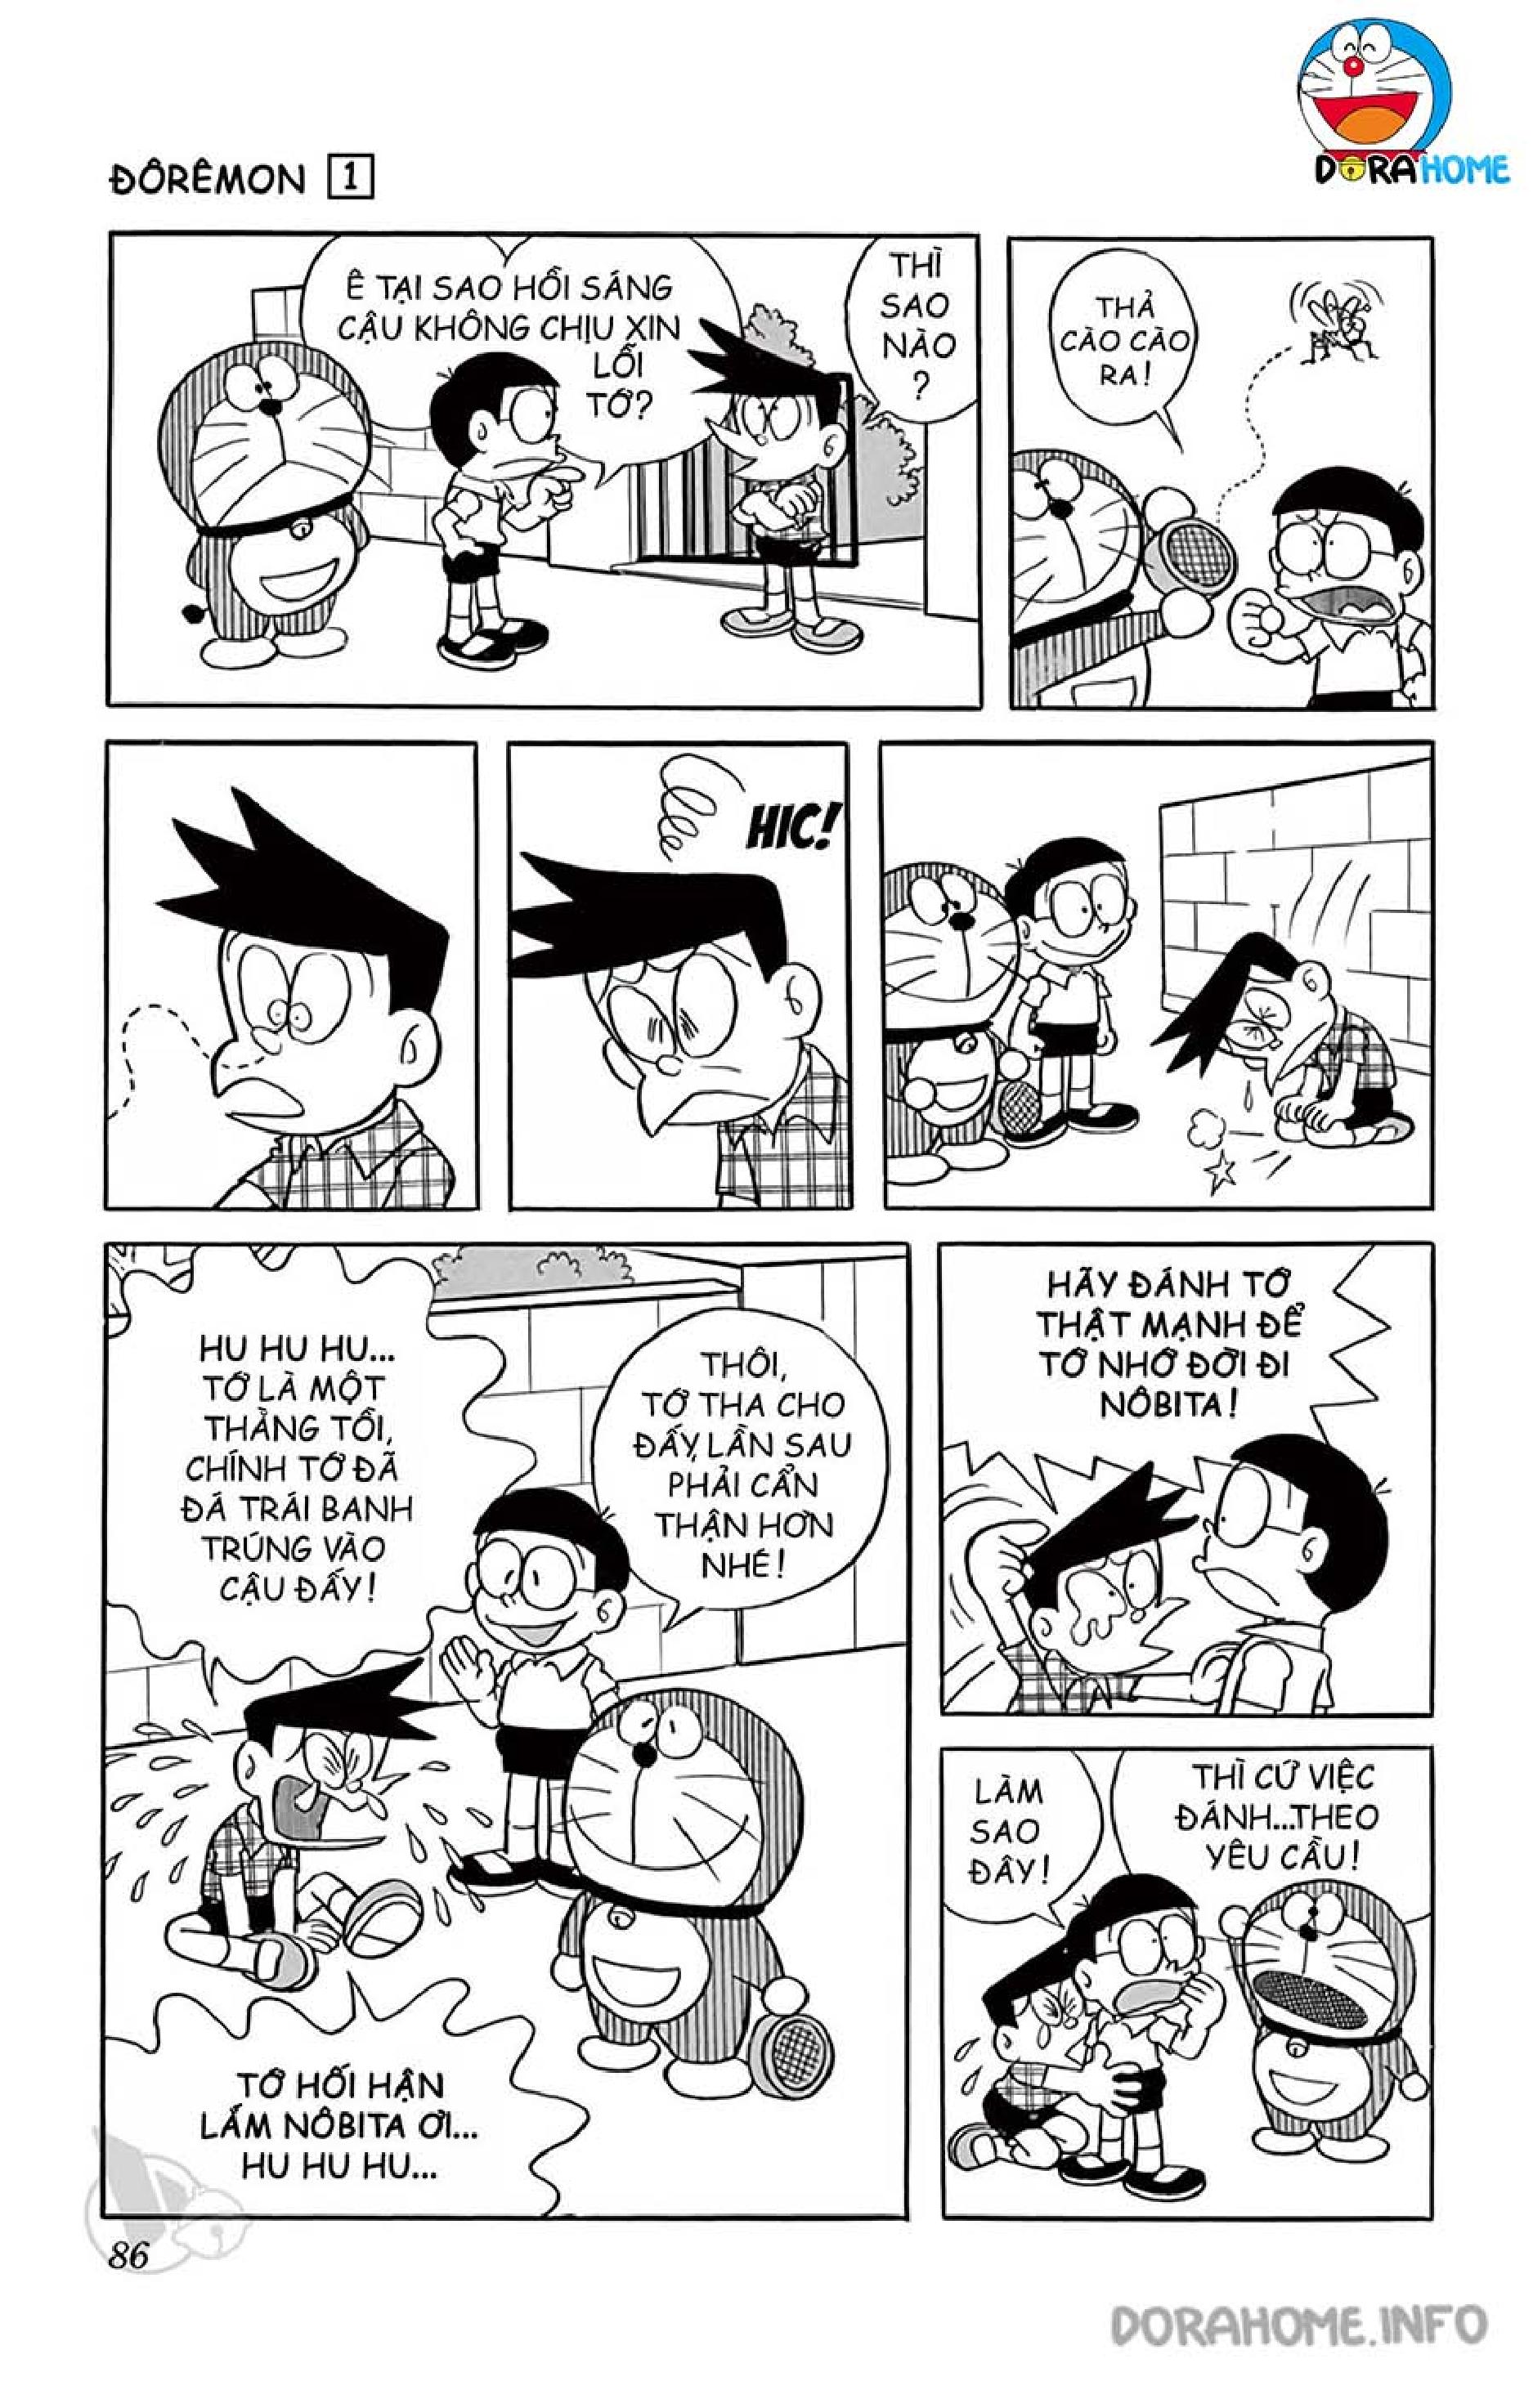 DORAHOME
ĐÔRÊMON 1
Ê TẠI SAO HỒI SÁNG
CẬU KHÔNG CHỊU XIN
LỖI
TỚ?
THÌ
SAO
NÀO
?
THẢ
CÀO CÀO
RA!
HIC!
HU HU HU...
TỚ LÀ MỘT
THẰNG TỒI,
CHÍNH TỚ ĐÃ
ĐÁ TRÁI BANH
TRÚNG VÀO
CẬU ĐẤY!
THÔI,
TỚ THA CHO
ĐẤY, LẦN SAU
PHẢI CẨN
THẬN HƠN
NHÉ!
TỚ HỐI HẬN
LẮM NÔBITA ƠI...
HU HU HU...
HÃY ĐÁNH TỚ
THẬT MẠNH ĐỂ
TỚ NHỚ ĐỜI ĐI
NÔBITA!
LÀM
SAO
ĐÂY!
THÌ CỨ VIỆC
ĐÁNH...THEO
YÊU CẦU!
86
DORAHOME.INFO